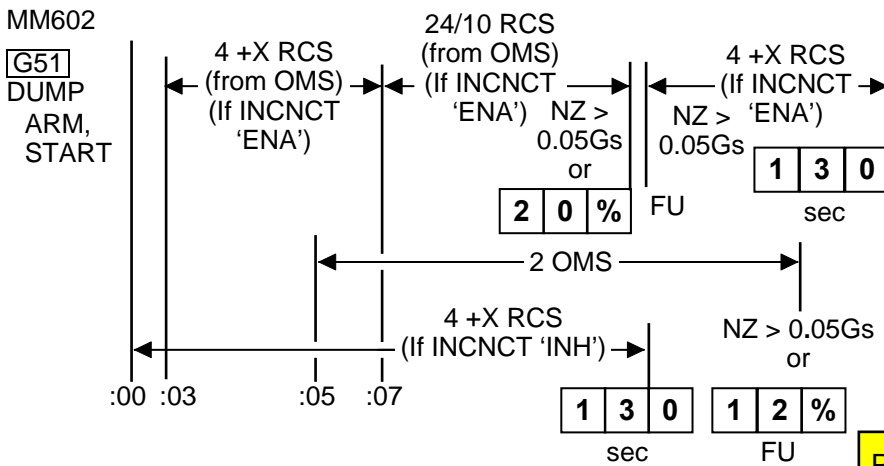 MM602
G51
DUMP
ARM,
START
4 +X RCS
(from OMS)
(If INCNCT
‘ENA’)
24/10 RCS
(from OMS)
(If INCNCT
‘ENA’)
NZ >
0.05Gs
or
2 0 %
FU
4 +X RCS
(If INCNCT
‘ENA’)
NZ >
0.05Gs
1 3 0
sec
2 OMS
4 +X RCS
(If INCNCT ‘INH’)
NZ > 0.05Gs
or
:00 :03 :05 :07
1 3 0
sec
1 2 %
FU